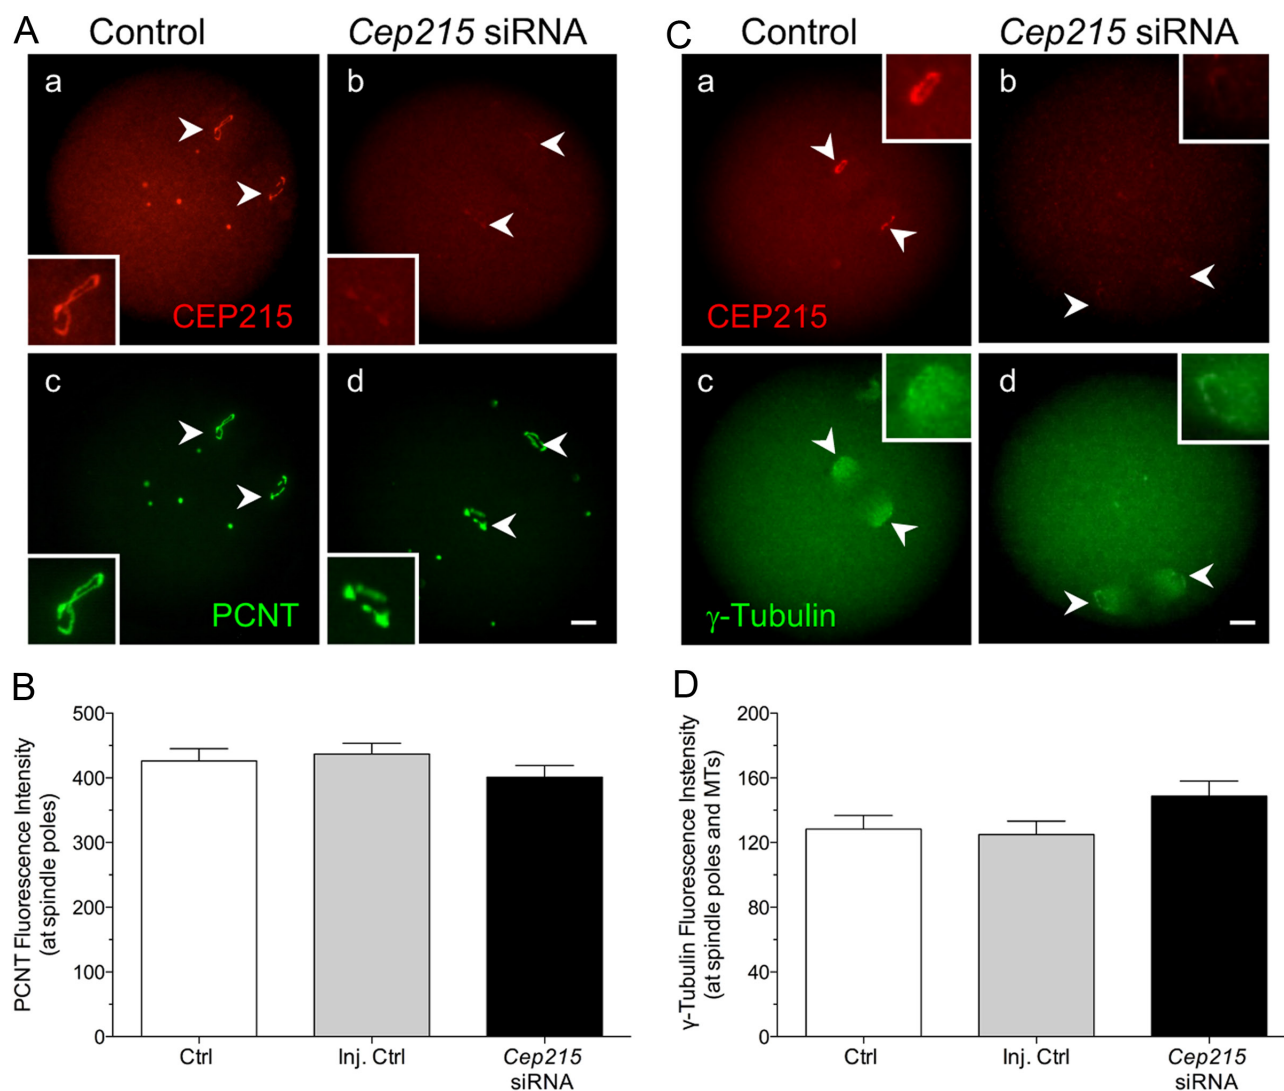 A
Control
Cep215 siRNA
a
b
CEP215
c
d
PCNT
C
Control
Cep215 siRNA
a
b
CEP215
c
d
γ-Tubulin
B
PCNT Fluorescence Intensity
(at spindle poles)
500
400
300
200
100
0
Ctrl
Inj. Ctrl
Cep215
siRNA
D
γ-Tubulin Fluorescence Instensity
(at spindle poles and MTs)
200
160
120
80
40
0
Ctrl
Inj. Ctrl
Cep215
siRNA